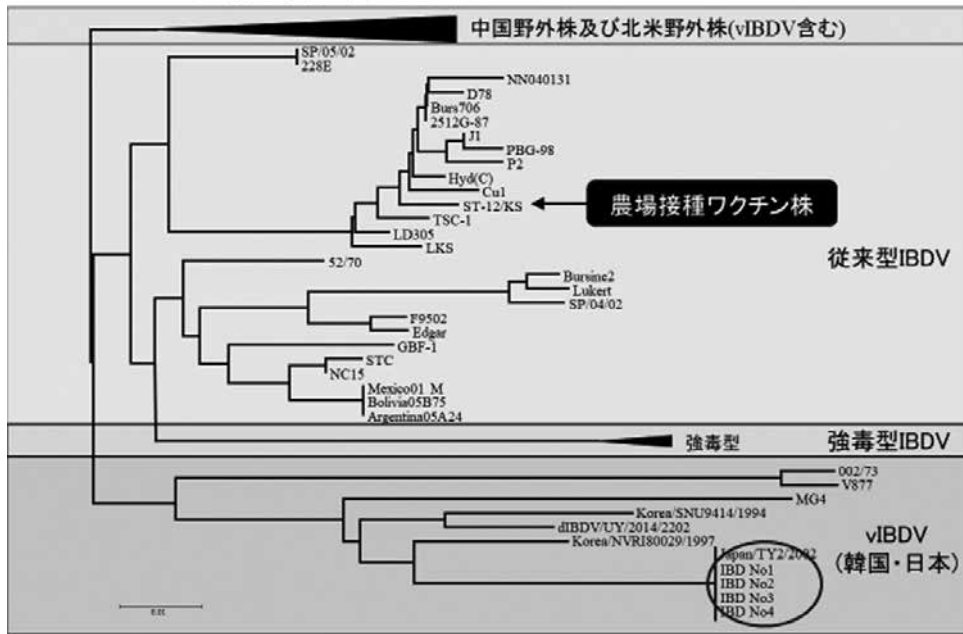 中国野外株及び北米野外株(vIBDV含む)
SP/05/02
228E
NN040131
D78
Burs706
2512G-87
J1
PBG-98
P2
Hyd(C)
Cu1
ST-12/KS
農場接種ワクチン株
TSC-1
LD305
LKS
従来型IBDV
52/70
Bursine2
Lukert
SP/04/02
F9502
Edgar
GBF-1
STC
NC15
Mexico01 M
Bolivia05B75
Argentina05A24
強毒型
強毒型IBDV
002/73
V877
MG4
Korea/SNU9414/1994
dIBDV/UY/2014/2202
Korea/NVRI80029/1997
vIBDV
(韓国・日本)
Japan/TY2/2002
IBD No1
IBD No2
IBD No3
IBD No4
0.01